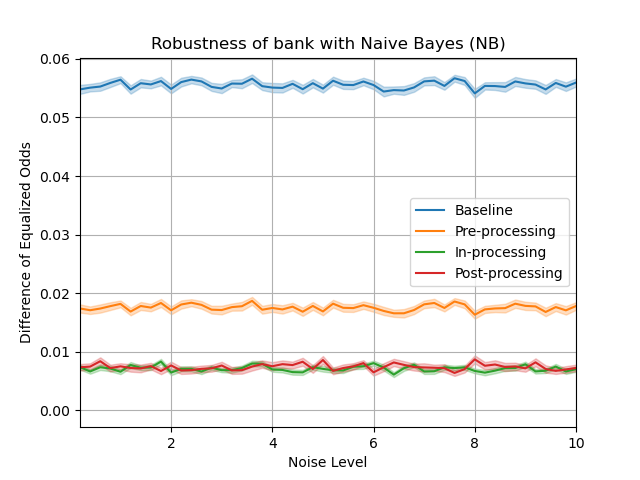 Robustness of bank with Naive Bayes (NB)
Difference of Equalized Odds
0.06
0.05
0.04
0.03
0.02
0.01
0.00
Baseline
Pre-processing
In-processing
Post-processing
2 4 6 8 10
Noise Level